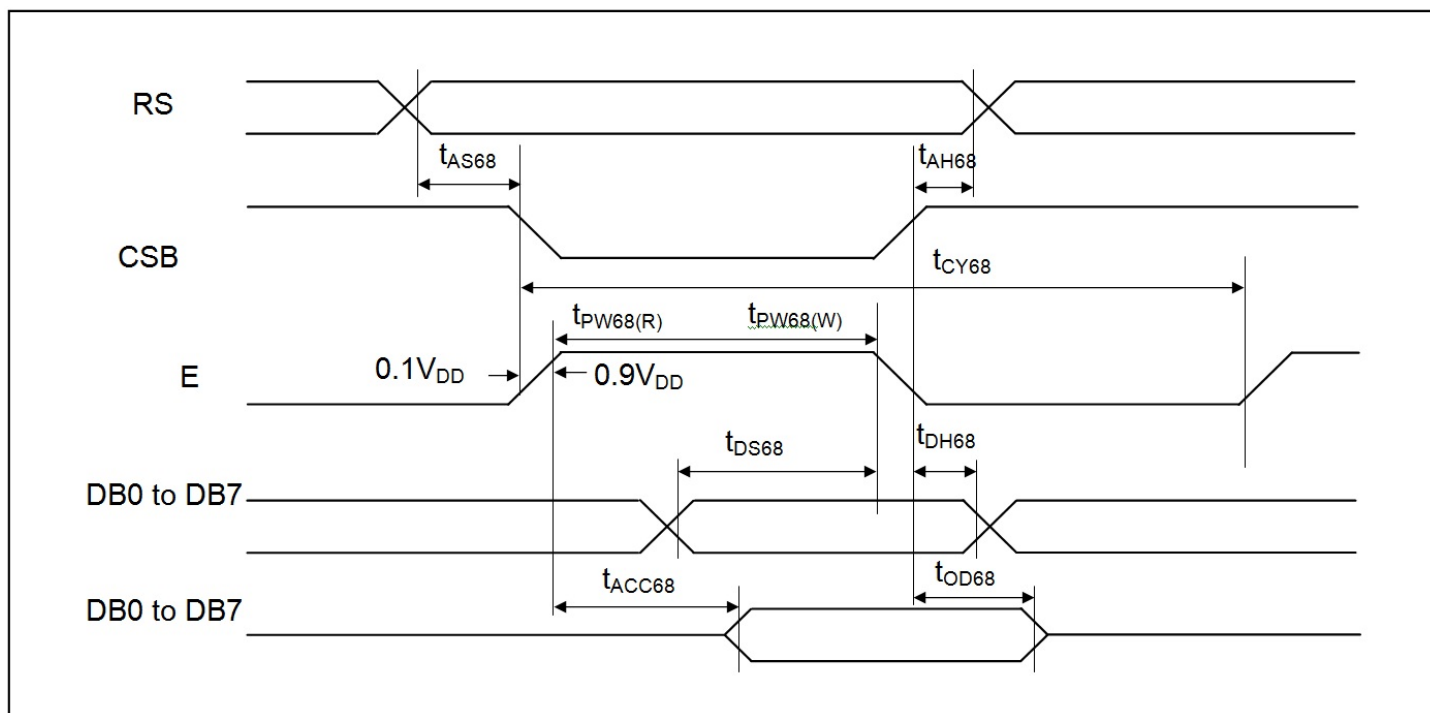 RS
tAS68
tAH68
CSB
tCY68
tPW68(R) tPW68(W)
E
0.1VDD
0.9VDD
tDS68
tDH68
DB0 to DB7
tACC68
tOD68
DB0 to DB7